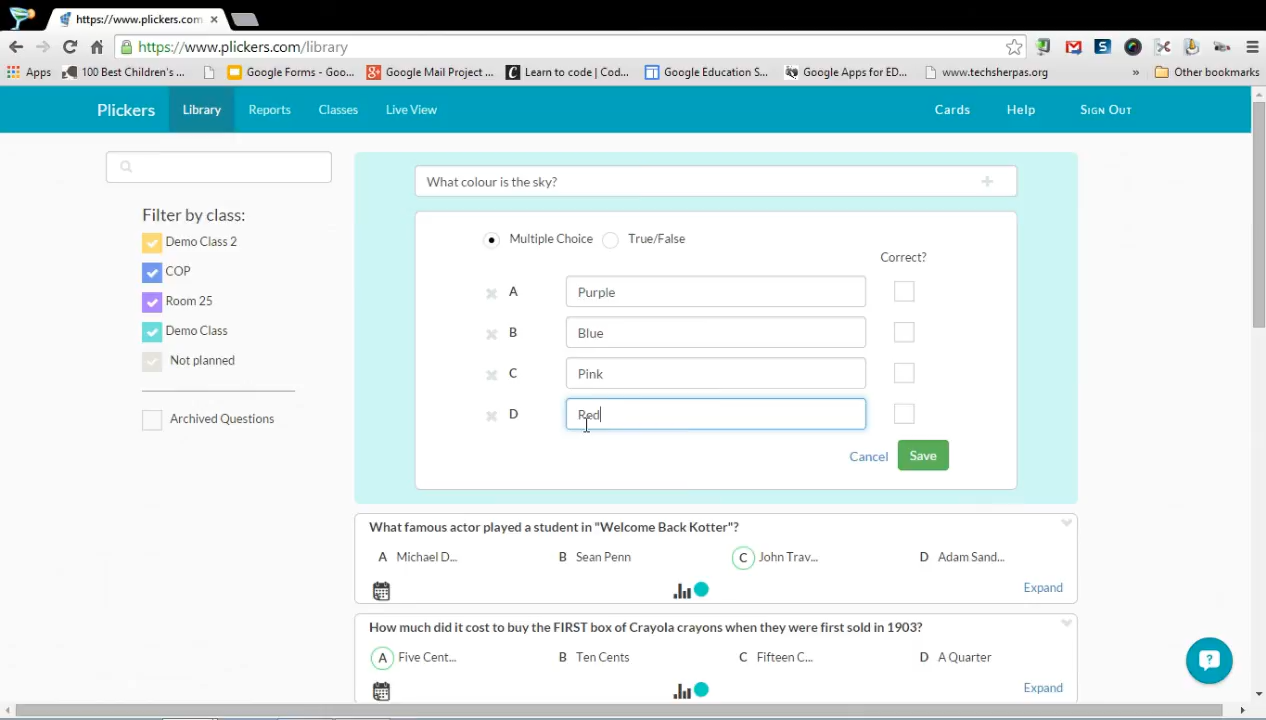 https://www.plickers.com
https://www.plickers.com/library
Apps 100 Best Children's ... Google Forms - Goo... Google Mail Project ... Learn to code | Cod... Google Education S... Google Apps for ED... www.techsherpas.org » Other bookmarks
Plickers Library Reports Classes Live View Cards Help Sign Out
What colour is the sky?
Filter by class:
Demo Class 2
COP
Room 25
Demo Class
Not planned
Archived Questions
Multiple Choice True/False
Correct?
A Purple
B Blue
C Pink
D Red
Cancel Save
What famous actor played a student in "Welcome Back Kotter"?
A Michael D... B Sean Penn C John Trav... D Adam Sand...
Expand
How much did it cost to buy the FIRST box of Crayola crayons when they were first sold in 1903?
A Five Cent... B Ten Cents C Fifteen C... D A Quarter
Expand